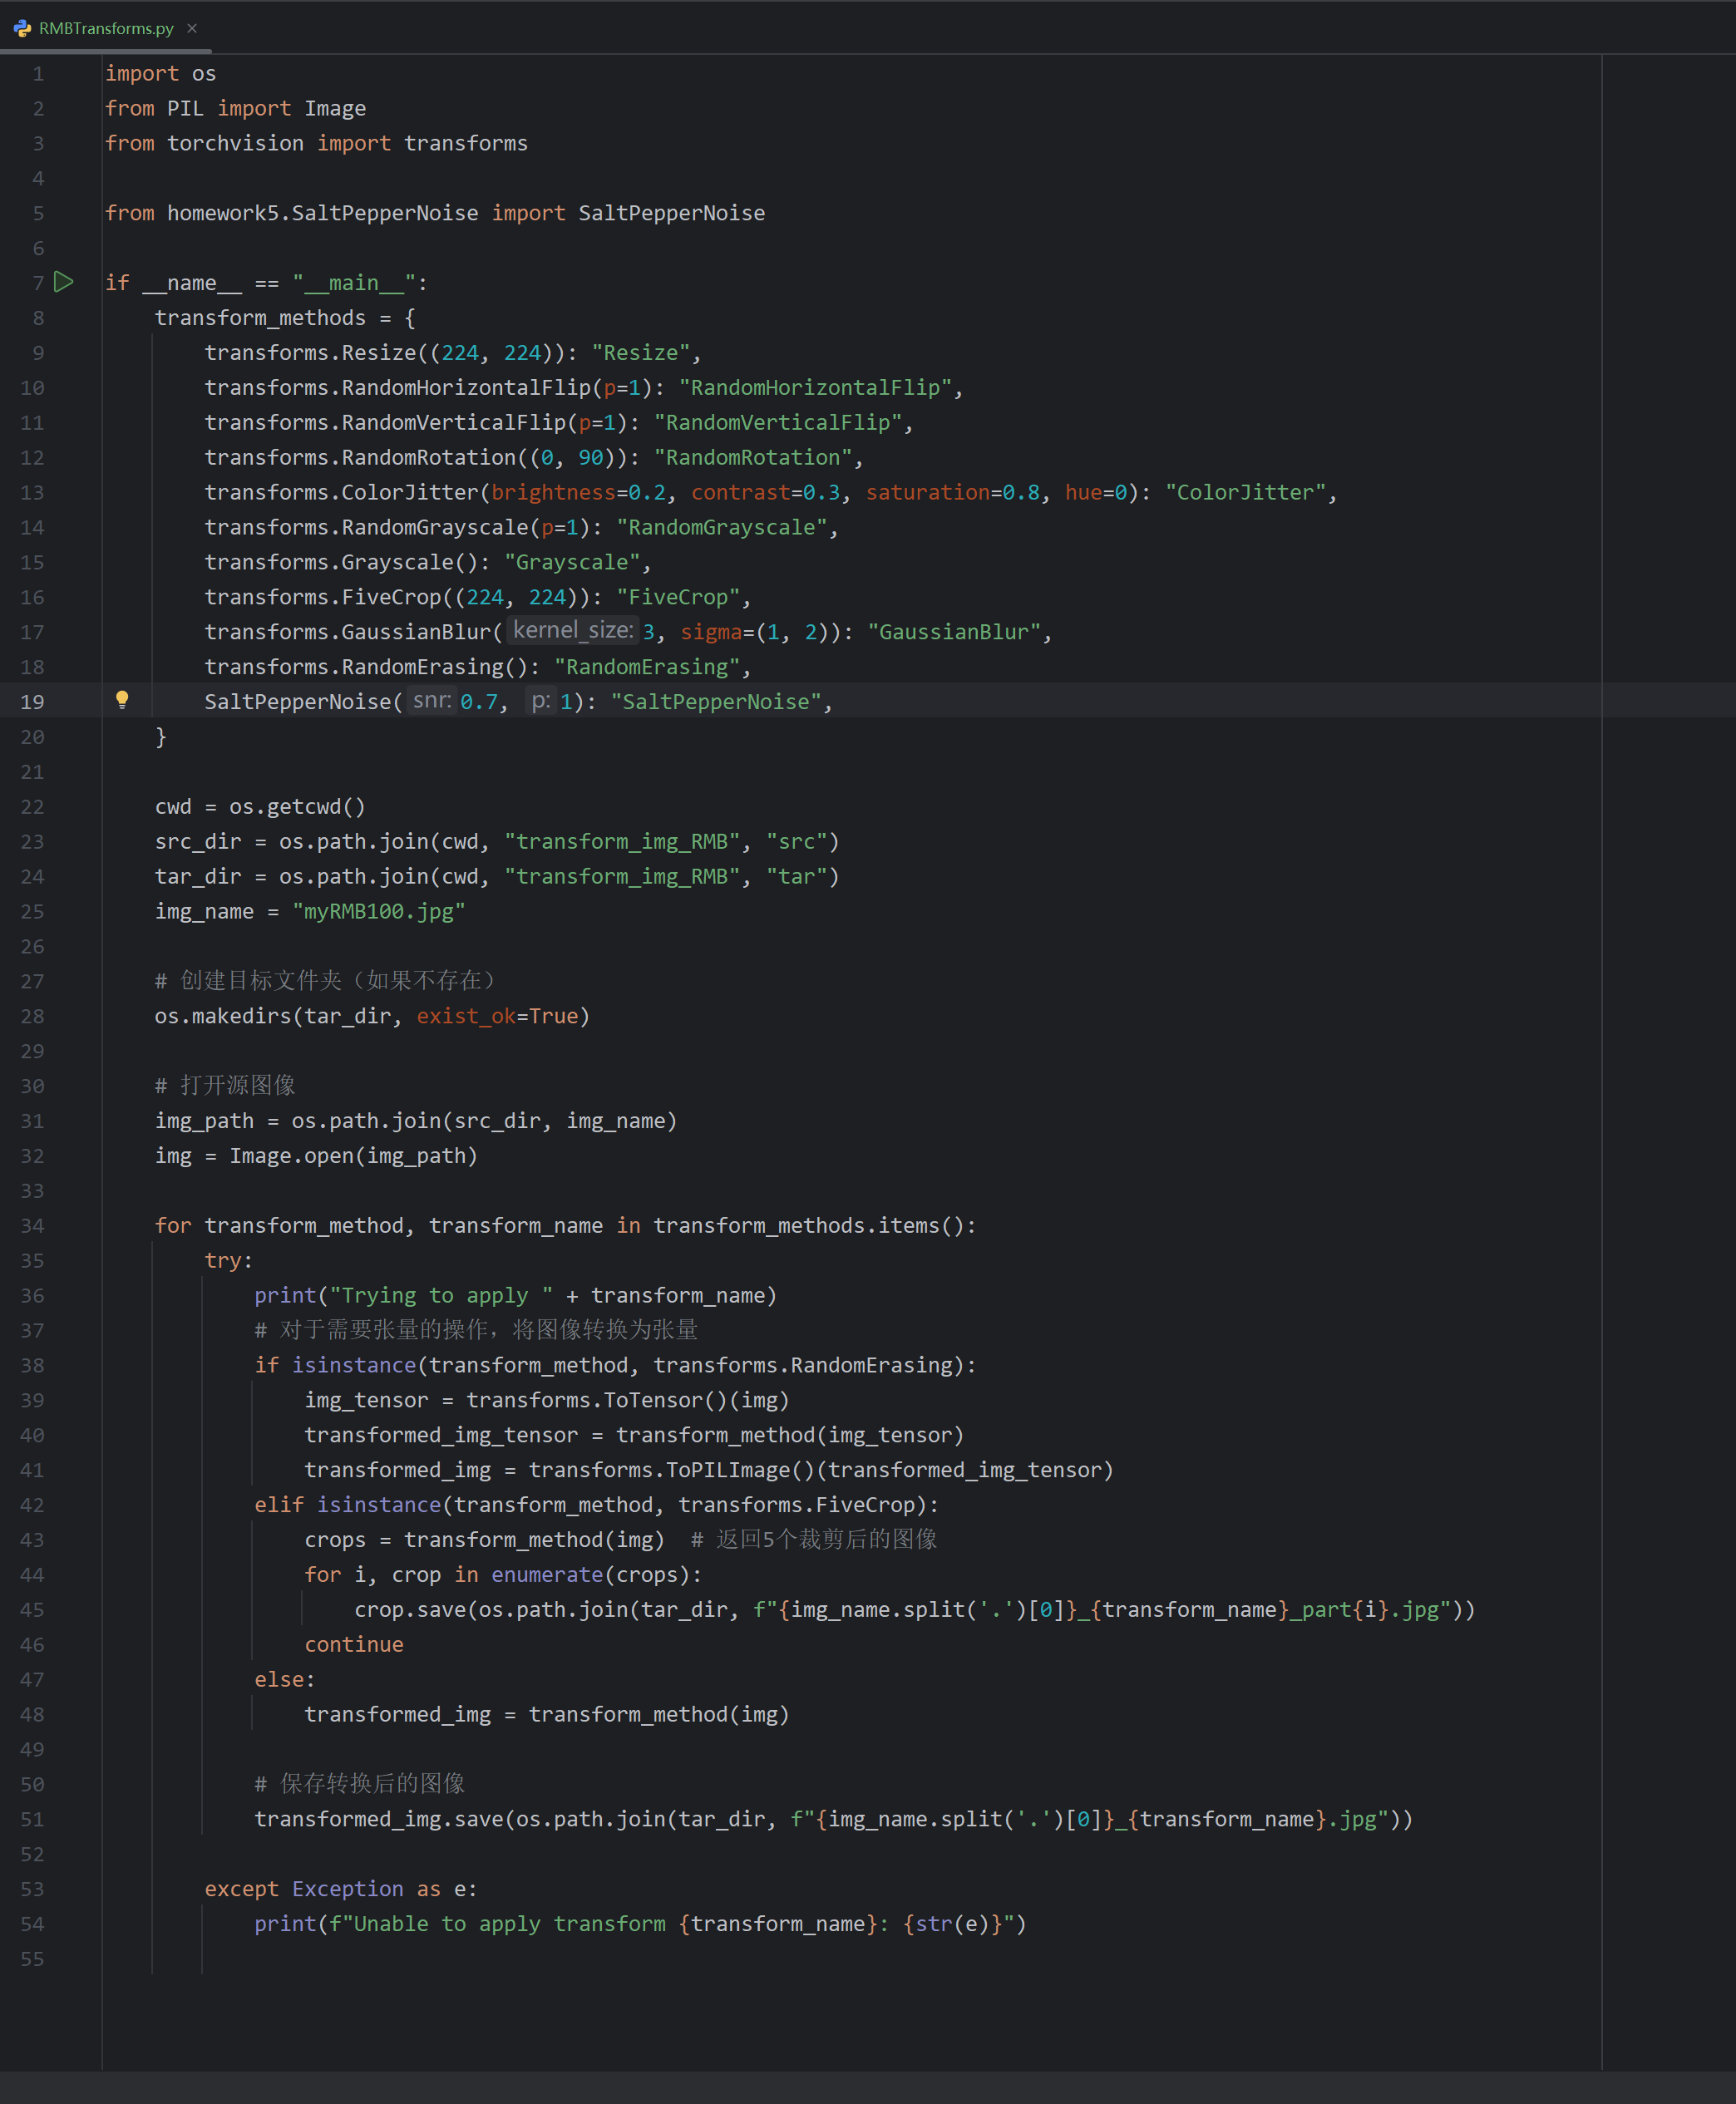 RMBTransforms.py ×
1 import os
2 from PIL import Image
3 from torchvision import transforms
4
5 from homework5.SaltPepperNoise import SaltPepperNoise
6
7 if __name__ == "__main__":
8     transform_methods = {
9         transforms.Resize((224, 224)): "Resize",
10         transforms.RandomHorizontalFlip(p=1): "RandomHorizontalFlip",
11         transforms.RandomVerticalFlip(p=1): "RandomVerticalFlip",
12         transforms.RandomRotation((0, 90)): "RandomRotation",
13         transforms.ColorJitter(brightness=0.2, contrast=0.3, saturation=0.8, hue=0): "ColorJitter",
14         transforms.RandomGrayscale(p=1): "RandomGrayscale",
15         transforms.Grayscale(): "Grayscale",
16         transforms.FiveCrop((224, 224)): "FiveCrop",
17         transforms.GaussianBlur( kernel_size: 3, sigma=(1, 2)): "GaussianBlur",
18         transforms.RandomErasing(): "RandomErasing",
19         SaltPepperNoise( snr: 0.7, p: 1): "SaltPepperNoise",
20     }
21
22     cwd = os.getcwd()
23     src_dir = os.path.join(cwd, "transform_img_RMB", "src")
24     tar_dir = os.path.join(cwd, "transform_img_RMB", "tar")
25     img_name = "myRMB100.jpg"
26
27     # 创建目标文件夹（如果不存在）
28     os.makedirs(tar_dir, exist_ok=True)
29
30     # 打开源图像
31     img_path = os.path.join(src_dir, img_name)
32     img = Image.open(img_path)
33
34     for transform_method, transform_name in transform_methods.items():
35         try:
36             print("Trying to apply " + transform_name)
37             # 对于需要张量的操作，将图像转换为张量
38             if isinstance(transform_method, transforms.RandomErasing):
39                 img_tensor = transforms.ToTensor()(img)
40                 transformed_img_tensor = transform_method(img_tensor)
41                 transformed_img = transforms.ToPILImage()(transformed_img_tensor)
42             elif isinstance(transform_method, transforms.FiveCrop):
43                 crops = transform_method(img)  # 返回5个裁剪后的图像
44                 for i, crop in enumerate(crops):
45                     crop.save(os.path.join(tar_dir, f"{img_name.split('.')[0]}_{transform_name}_part{i}.jpg"))
46                 continue
47             else:
48                 transformed_img = transform_method(img)
49
50             # 保存转换后的图像
51             transformed_img.save(os.path.join(tar_dir, f"{img_name.split('.')[0]}_{transform_name}.jpg"))
52
53         except Exception as e:
54             print(f"Unable to apply transform {transform_name}: {str(e)}")
55